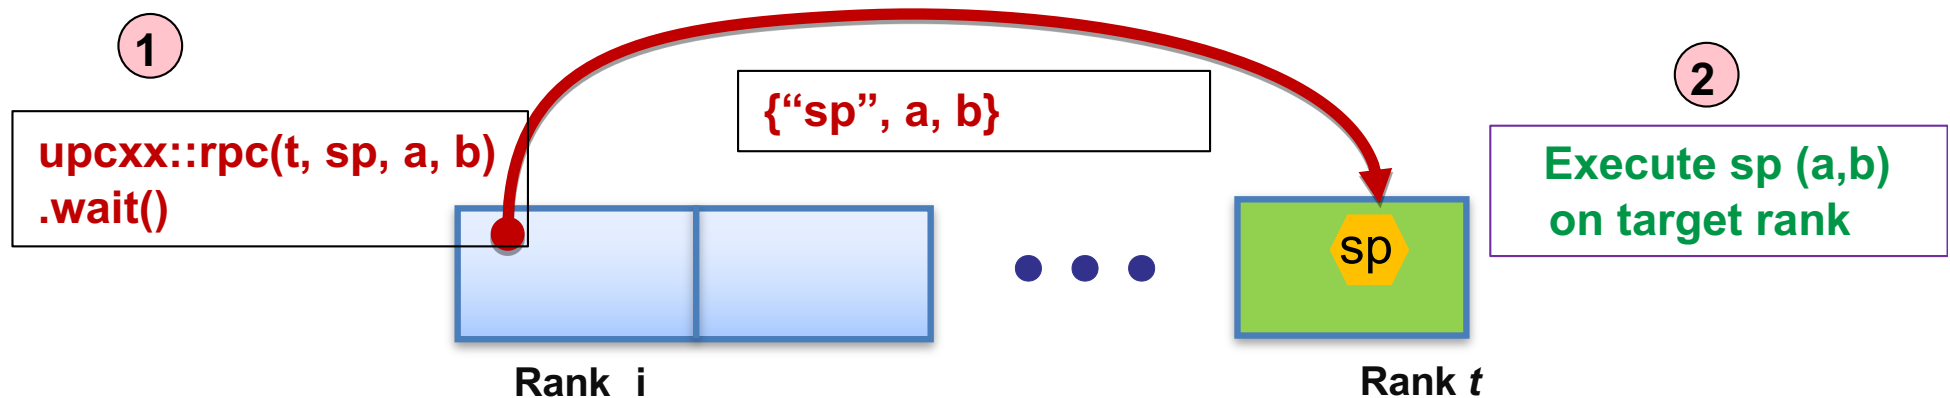 1
upcxx::rpc(t, sp, a, b)
.wait()
{“sp”, a, b}
2
Execute sp (a,b)
on target rank
sp
Rank i
Rank t